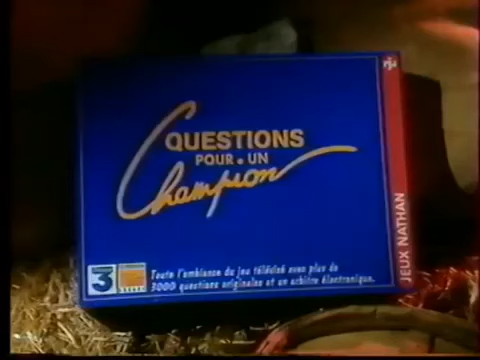 QUESTIONS
POUR UN
Champion
JEUX NATHAN
3
Toute l'ambiance du jeu télévisé avec plus de
3000 questions originales et un arbitre électronique.